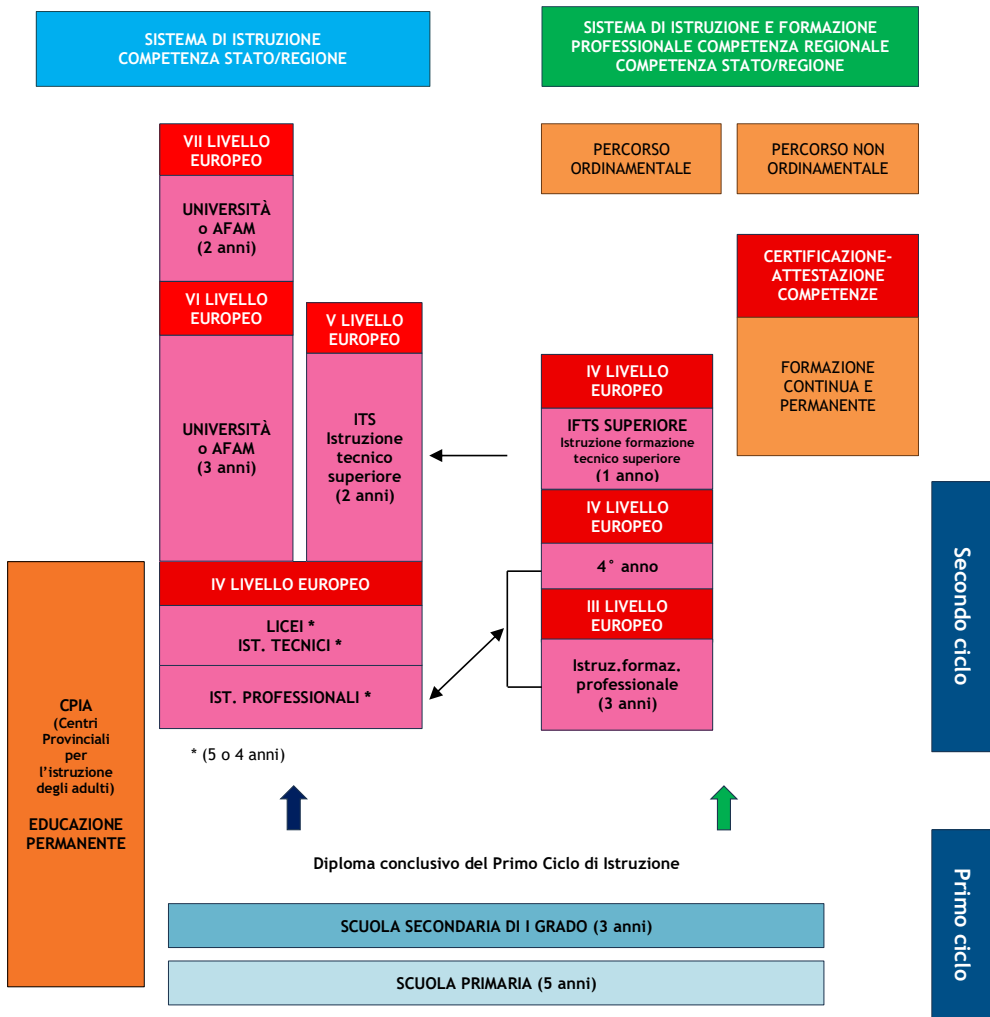 SISTEMA DI ISTRUZIONE
COMPETENZA STATO/REGIONE
SISTEMA DI ISTRUZIONE E FORMAZIONE
PROFESSIONALE COMPETENZA REGIONALE
COMPETENZA STATO/REGIONE
PERCORSO
ORDINAMENTALE
PERCORSO NON
ORDINAMENTALE
VII LIVELLO
EUROPEO
UNIVERSITÀ
o AFAM
(2 anni)
VI LIVELLO
EUROPEO
UNIVERSITÀ
o AFAM
(3 anni)
V LIVELLO
EUROPEO
ITS
Istruzione
tecnico
superiore
(2 anni)
IV LIVELLO EUROPEO
LICEI *
IST. TECNICI *
IST. PROFESSIONALI *
* (5 o 4 anni)
CERTIFICAZIONE-
ATTESTAZIONE
COMPETENZE
FORMAZIONE
CONTINUA E
PERMANENTE
IV LIVELLO
EUROPEO
IFTS SUPERIORE
Istruzione formazione
tecnico superiore
(1 anno)
IV LIVELLO
EUROPEO
4° anno
III LIVELLO
EUROPEO
Istruz.formaz.
professionale
(3 anni)
CPIA
(Centri
Provinciali
per
l'istruzione
degli adulti)
EDUCAZIONE
PERMANENTE
Secondo ciclo
Diploma conclusivo del Primo Ciclo di Istruzione
SCUOLA SECONDARIA DI I GRADO (3 anni)
SCUOLA PRIMARIA (5 anni)
Primo ciclo